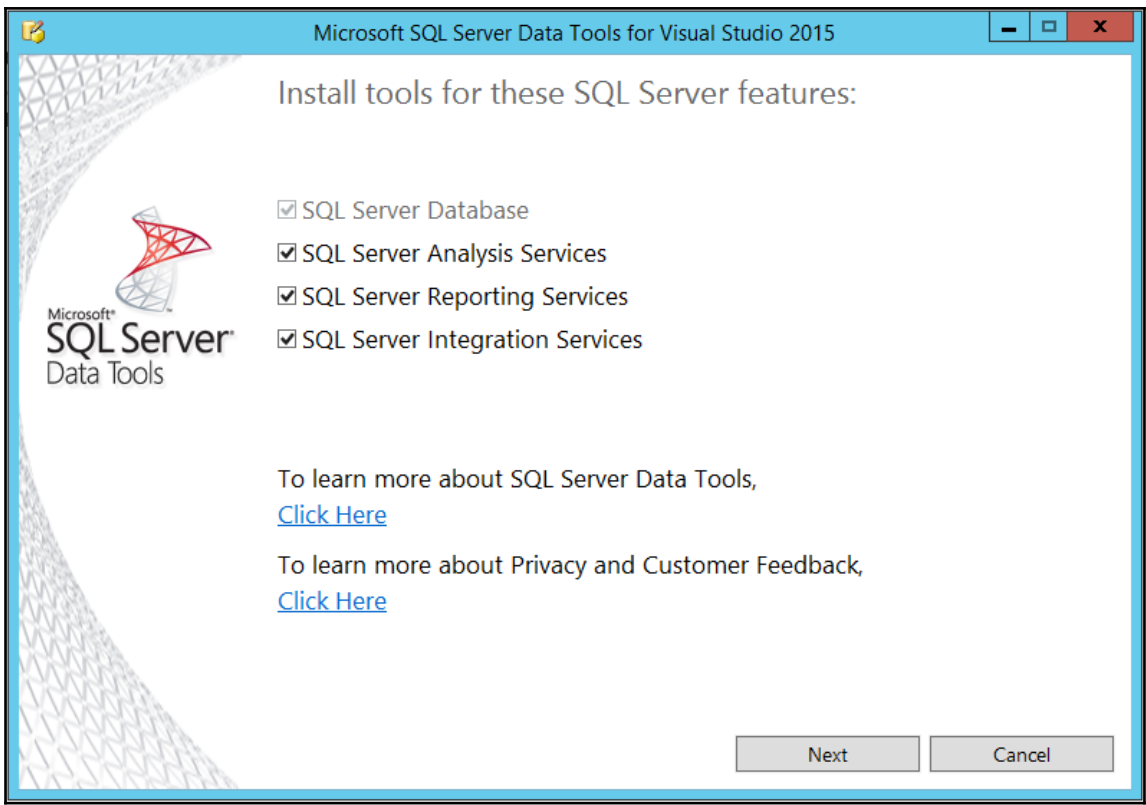 Microsoft SQL Server Data Tools for Visual Studio 2015
Install tools for these SQL Server features:
SQL Server Database
SQL Server Analysis Services
SQL Server Reporting Services
SQL Server Integration Services
Microsoft®
SQL Server®
Data Tools
To learn more about SQL Server Data Tools,
Click Here
To learn more about Privacy and Customer Feedback,
Click Here
Next Cancel